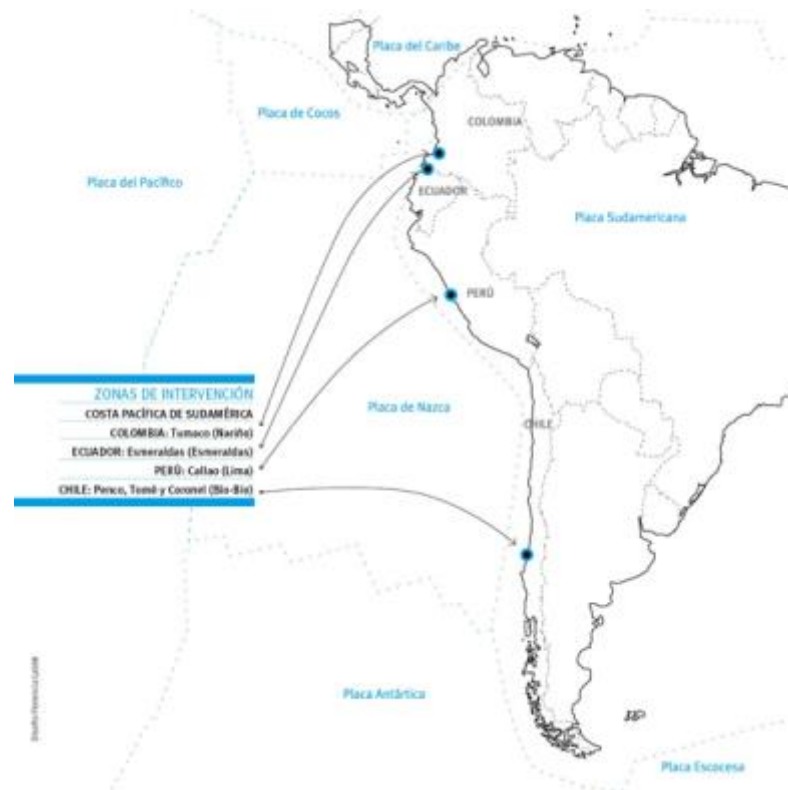 Placa del Caribe
Placa de Cocos
COLOMBIA
Placa del Pacífico
ECUADOR
Placa Sudamericana
PERÚ
ZONAS DE INTERVENCIÓN
COSTA PACÍFICA DE SUDAMÉRICA
COLOMBIA: Tumaco (Nariño)
ECUADOR: Esmeraldas (Esmeraldas)
PERÚ: Callao (Lima)
CHILE: Penco, Tomé y Coronel (Bío-Bío)
Placa de Nazca
CHILE
Placa Antártica
Placa Escocesa